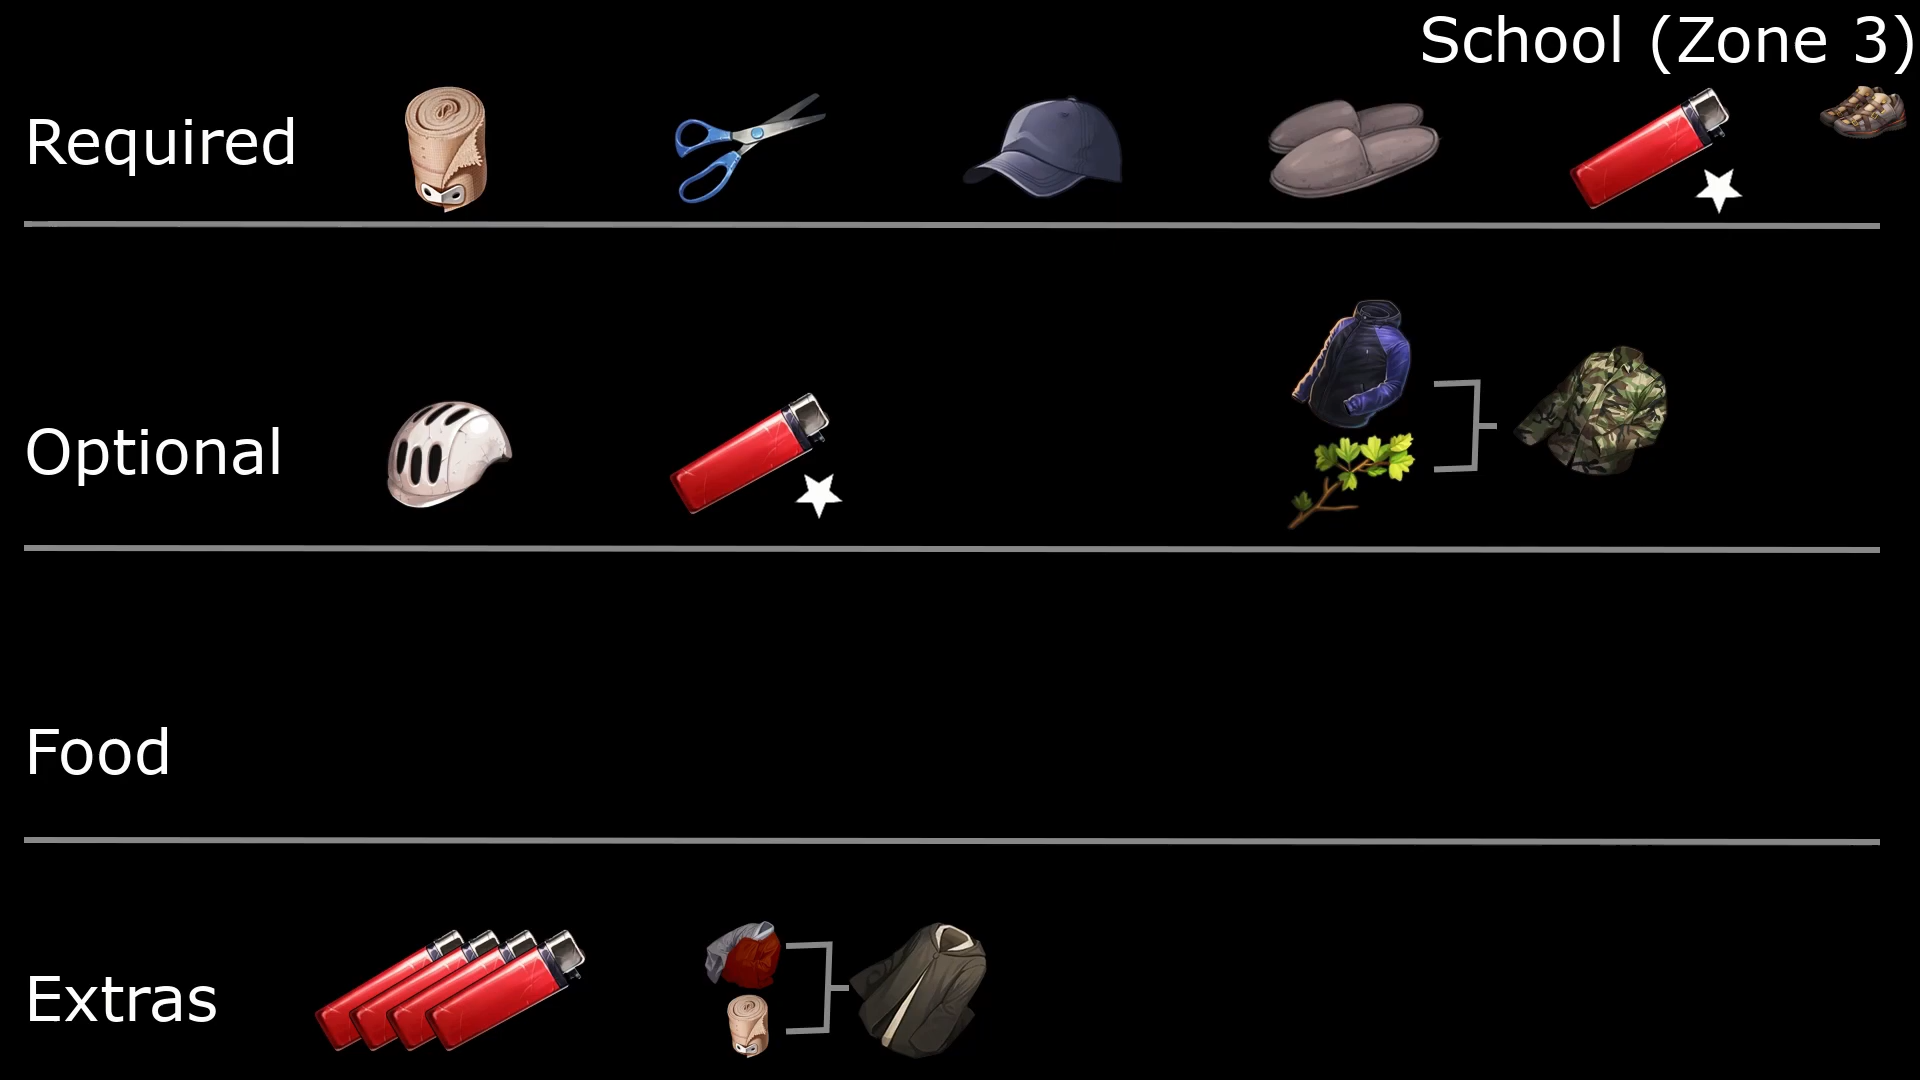 School (Zone 3)
Required
Optional
Food
Extras